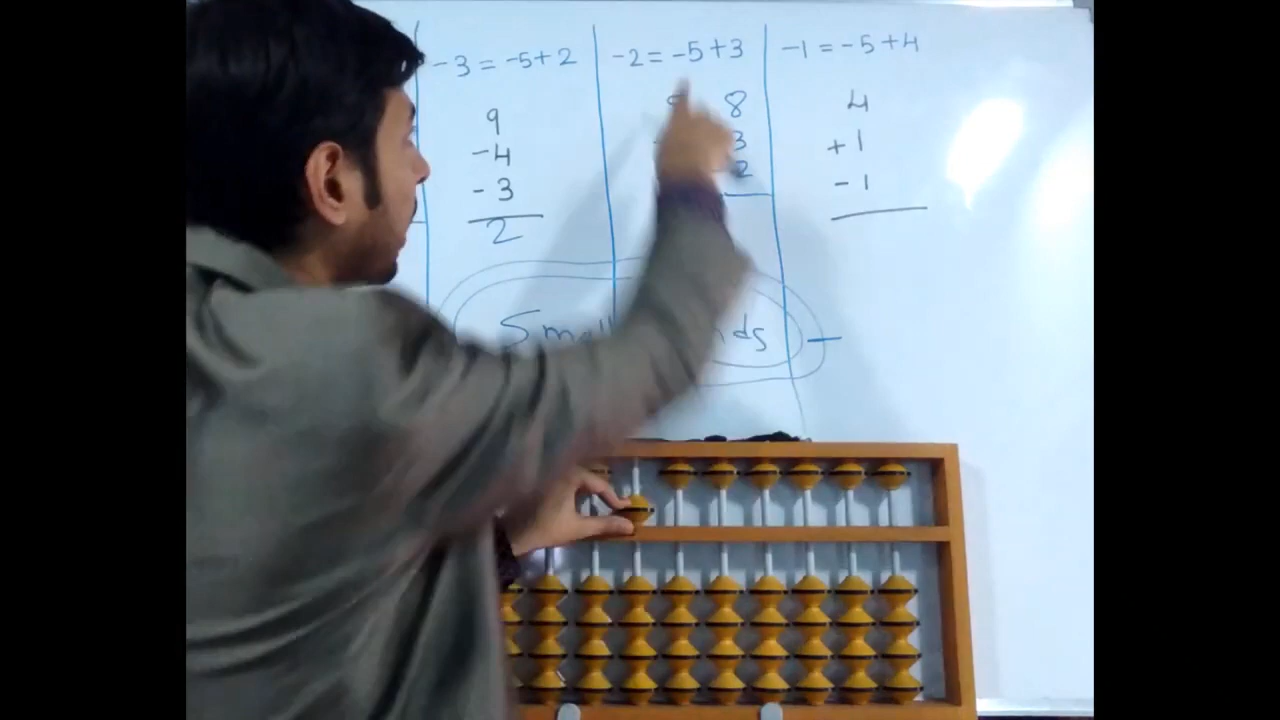 -3 = -5+2
9
-4
-3
2
-2 = -5+3
8
3
2
-1 = -5+4
4
+1
-1
Small